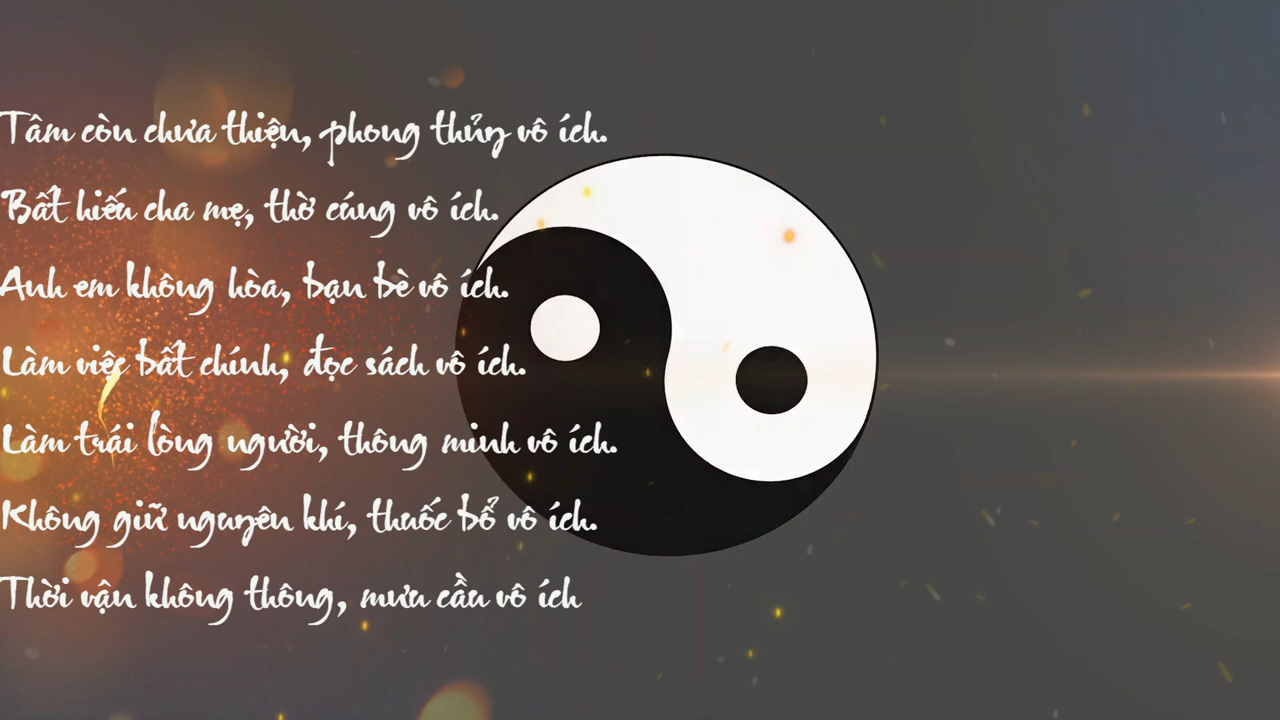 Tâm còn chưa thiện, phong thủy vô ích.
Bất hiếu cha mẹ, thờ cúng vô ích.
Anh em không hòa, bạn bè vô ích.
Làm việc bất chính, đọc sách vô ích.
Làm trái lòng người, thông minh vô ích.
Không giữ nguyên khí, thuốc bổ vô ích.
Thời vận không thông, mưu cầu vô ích